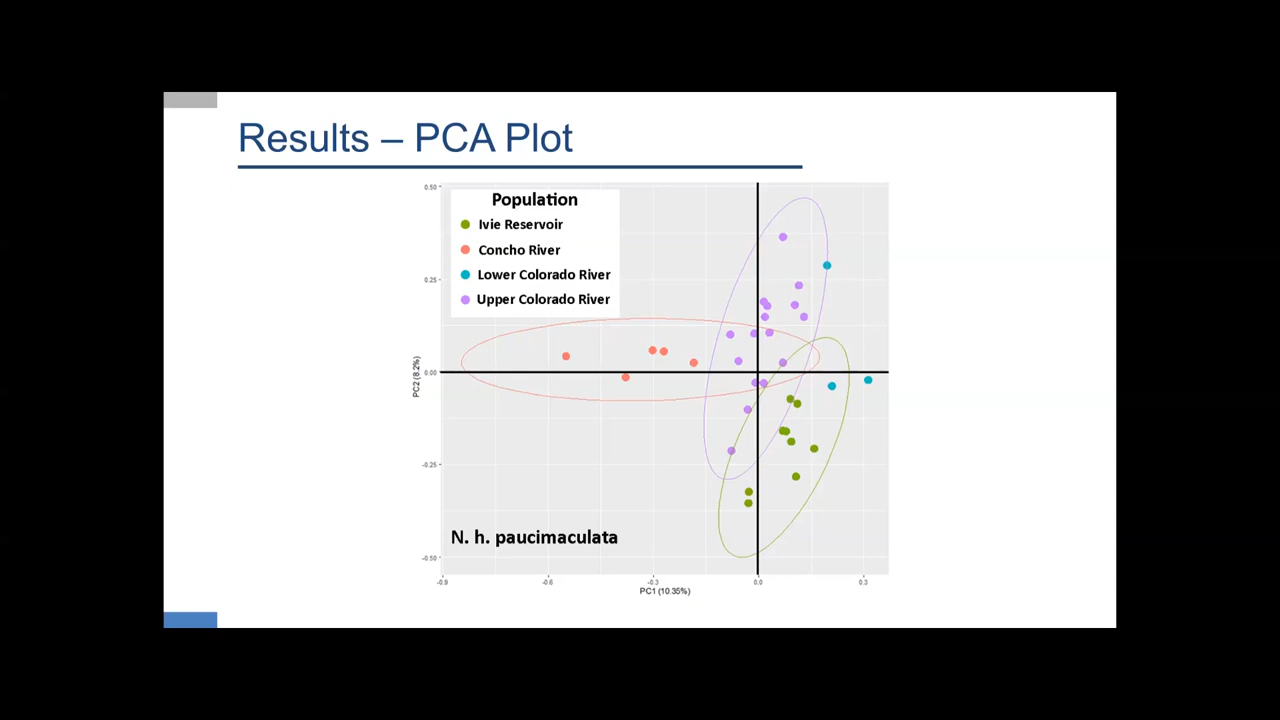 Results – PCA Plot
Population
Ivie Reservoir
Concho River
Lower Colorado River
Upper Colorado River
0.50
0.25
0.00
-0.25
-0.50
PC2 (8.2%)
N. h. paucimaculata
-0.9 -0.6 -0.3 0.0 0.3
PC1 (10.35%)